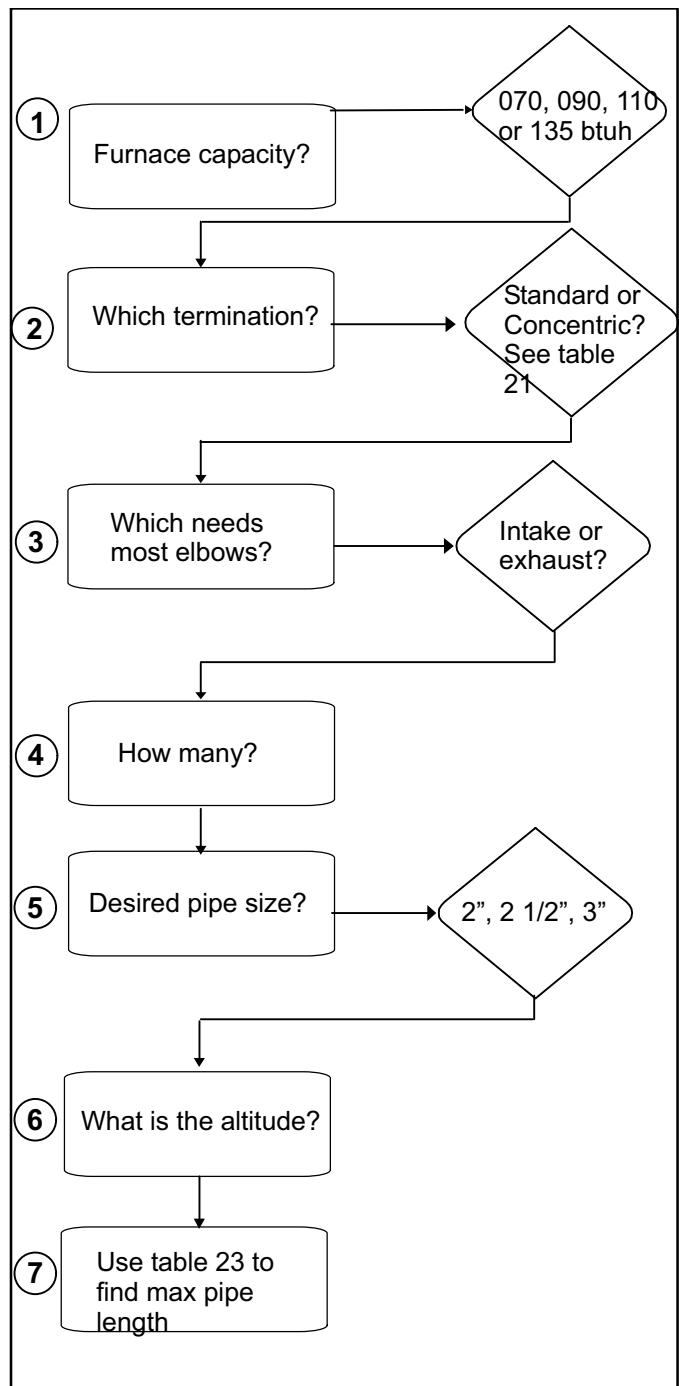 1
Furnace capacity?
070, 090, 110
or 135 btuh
2
Which termination?
Standard or
Concentric?
See table
21
3
Which needs
most elbows?
Intake or
exhaust?
4
How many?
5
Desired pipe size?
2”, 2 1/2”, 3”
6
What is the altitude?
7
Use table 23 to
find max pipe
length